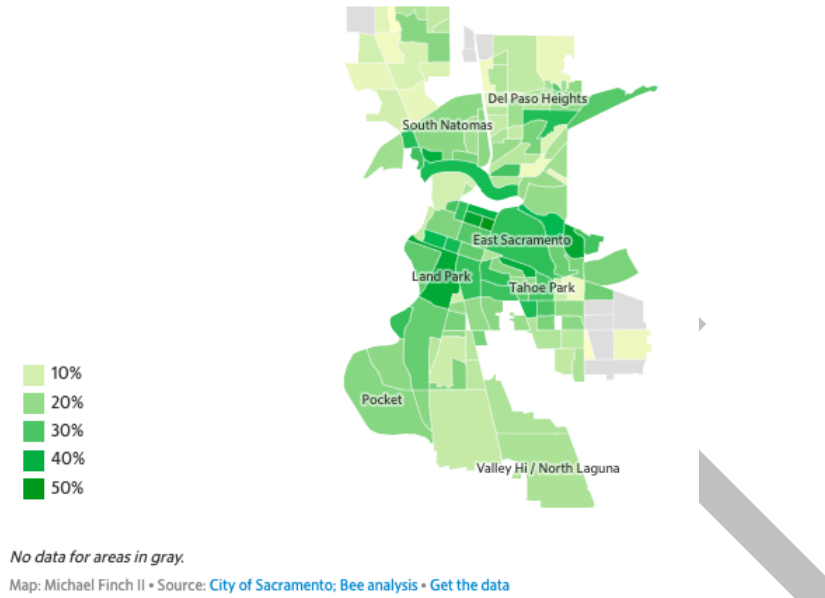 Del Paso Heights
South Natomas
East Sacramento
Land Park
Tahoe Park
10%
20%
30%
40%
50%
Pocket
Valley Hi / North Laguna
No data for areas in gray.
Map: Michael Finch II • Source: City of Sacramento; Bee analysis • Get the data